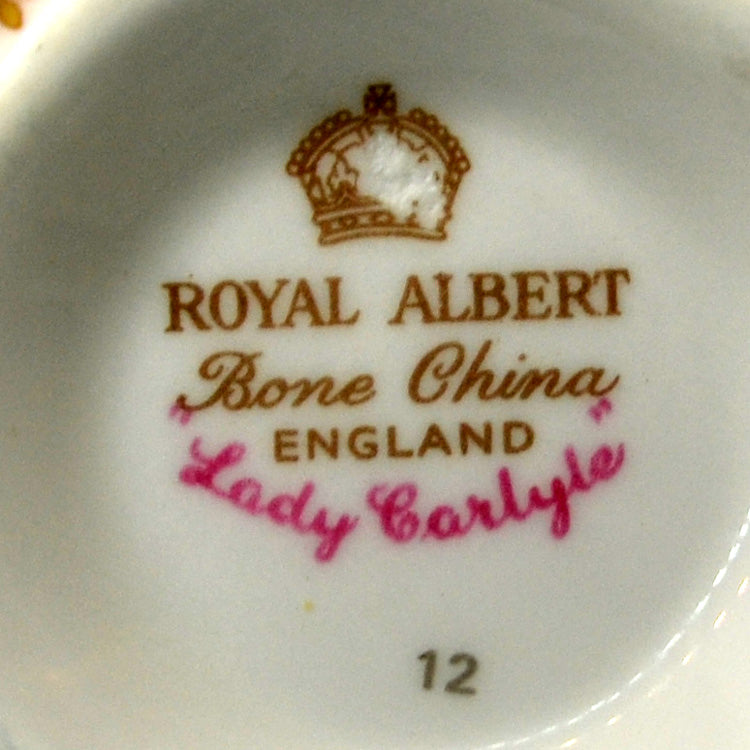 ROYAL ALBERT
Bone China
ENGLAND
"Lady Carlyle"
12